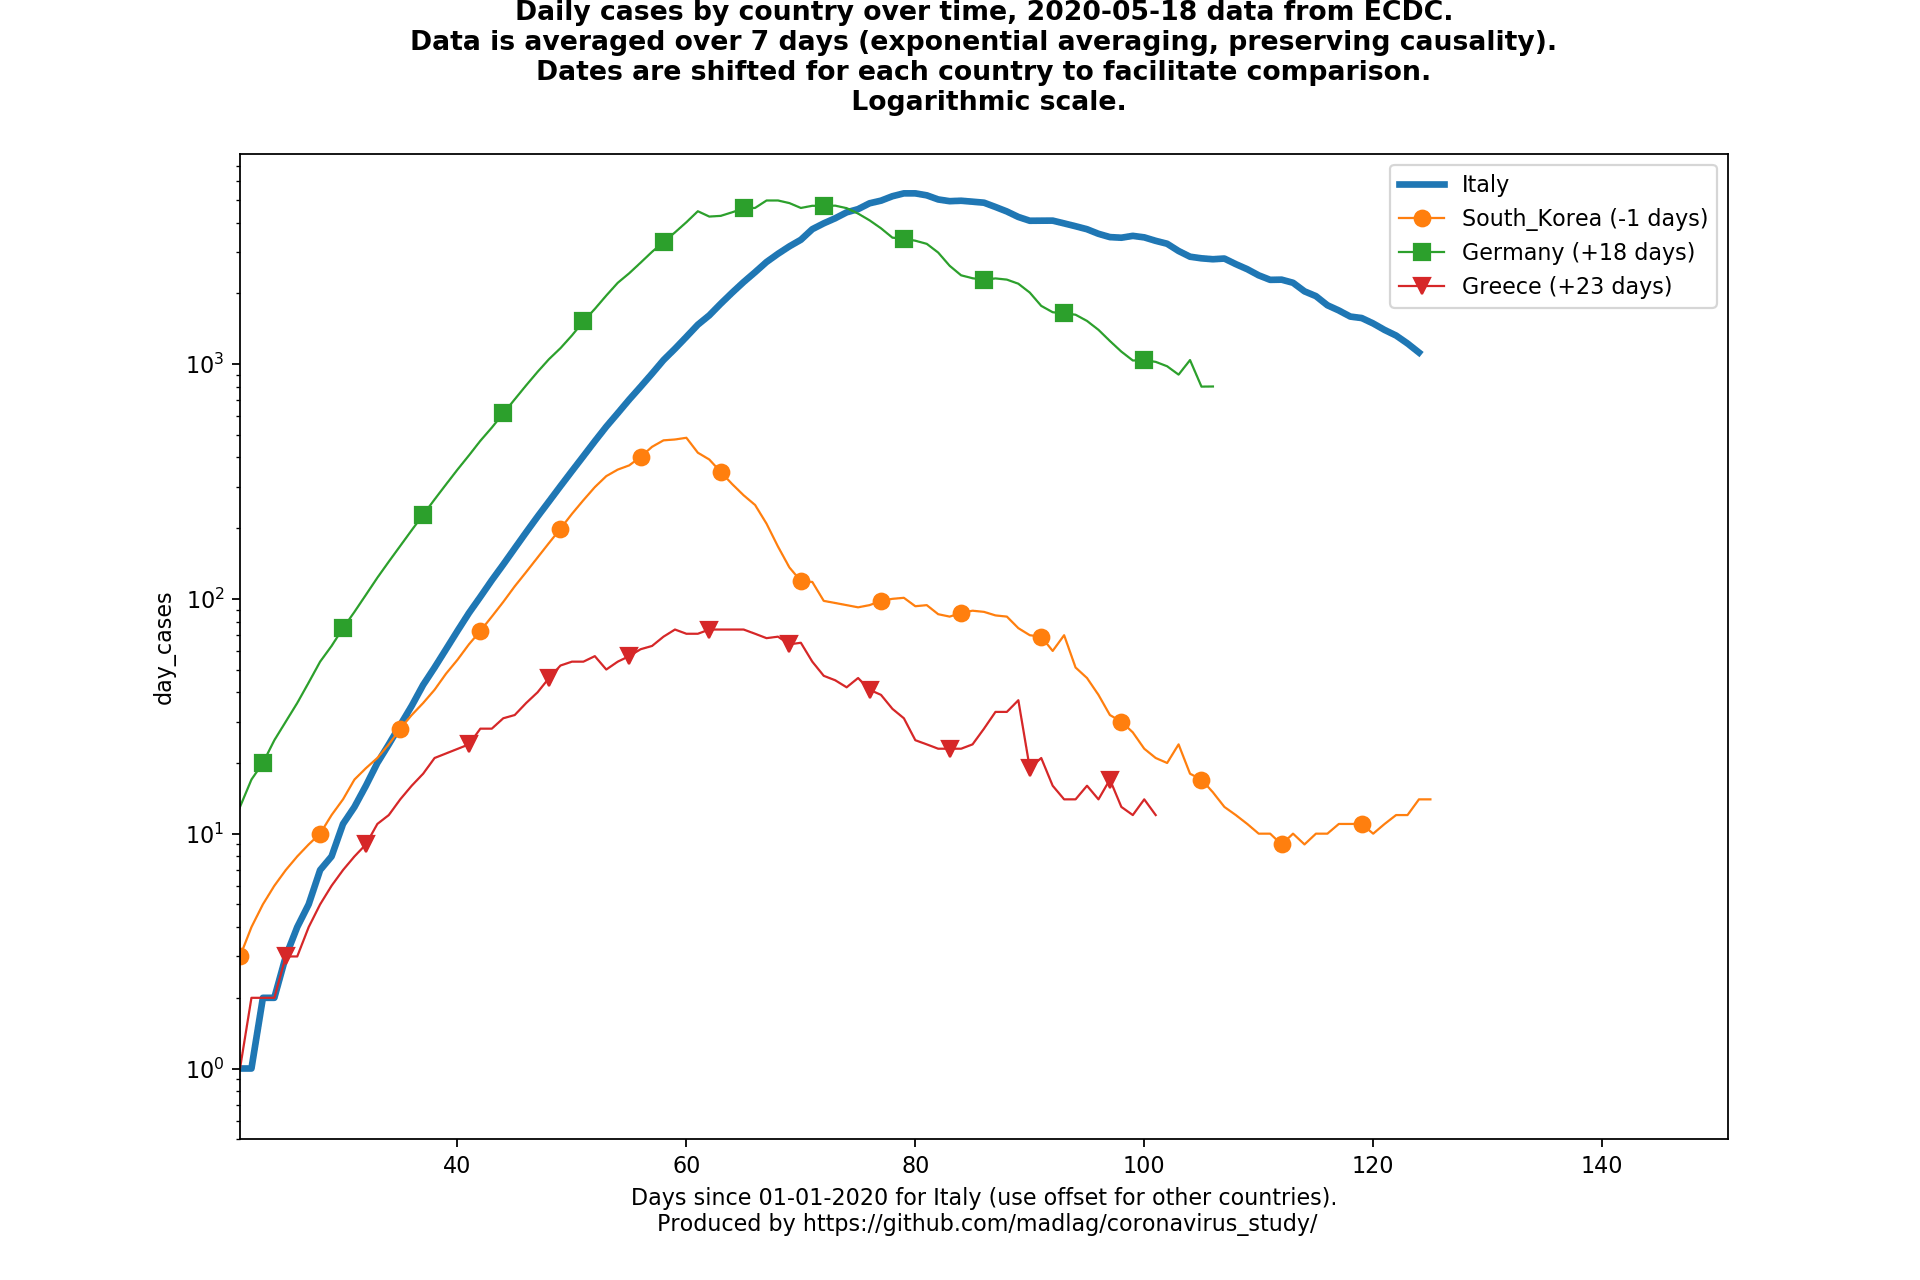 Daily cases by country over time, 2020-05-18 data from ECDC.
Data is averaged over 7 days (exponential averaging, preserving causality).
Dates are shifted for each country to facilitate comparison.
Logarithmic scale.
Italy
South_Korea (-1 days)
Germany (+18 days)
Greece (+23 days)
10³
10²
10¹
10⁰
day_cases
40 60 80 100 120 140
Days since 01-01-2020 for Italy (use offset for other countries).
Produced by https://github.com/madlag/coronavirus_study/